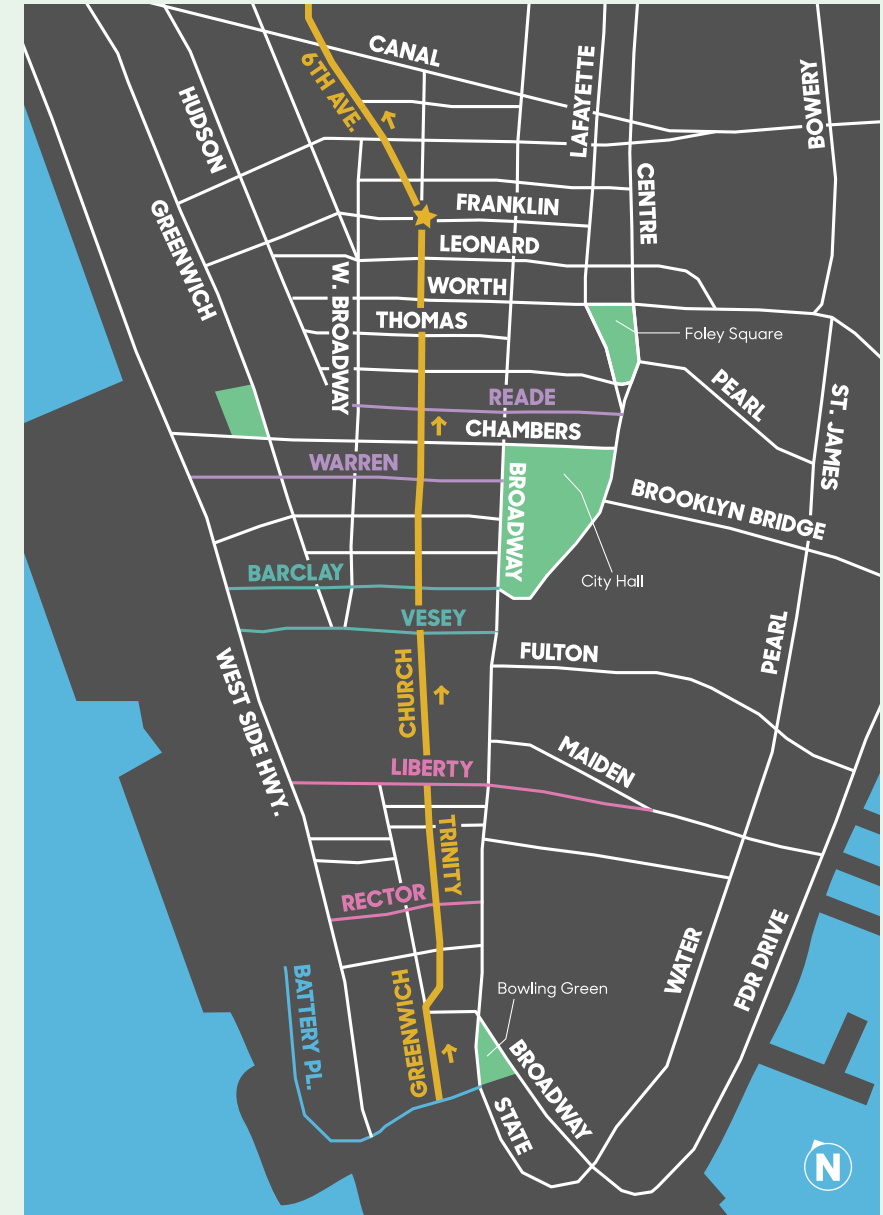 CANAL
6TH AVE.
LAFAYETTE
BOWERY
HUDSON
CENTRE
GREENWICH
FRANKLIN
LEONARD
W. BROADWAY
WORTH
THOMAS
Foley Square
PEARL
ST. JAMES
READE
CHAMBERS
WARREN
BROADWAY
BROOKLYN BRIDGE
BARCLAY
City Hall
VESEY
FULTON
PEARL
CHURCH
WEST SIDE HWY.
LIBERTY
MAIDEN
TRINITY
RECTOR
BATTERY PL.
GREENWICH
Bowling Green
WATER
FDR DRIVE
BROADWAY
STATE
N